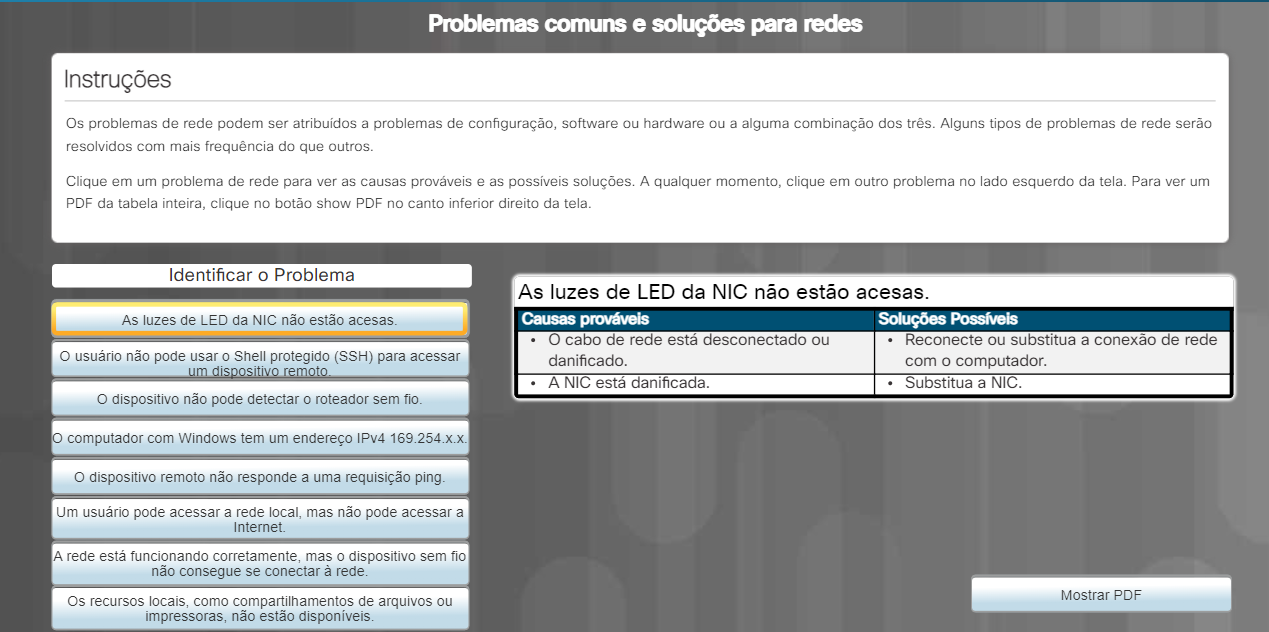 Problemas comuns e soluções para redes
Instruções
Os problemas de rede podem ser atribuídos a problemas de configuração, software ou hardware ou a alguma combinação dos três. Alguns tipos de problemas de rede serão
resolvidos com mais frequência do que outros.
Clique em um problema de rede para ver as causas prováveis e as possíveis soluções. A qualquer momento, clique em outro problema no lado esquerdo da tela. Para ver um
PDF da tabela inteira, clique no botão show PDF no canto inferior direito da tela.
Identificar o Problema
As luzes de LED da NIC não estão acesas.
O usuário não pode usar o Shell protegido (SSH) para acessar
um dispositivo remoto.
O dispositivo não pode detectar o roteador sem fio.
O computador com Windows tem um endereço IPv4 169.254.x.x.
O dispositivo remoto não responde a uma requisição ping.
Um usuário pode acessar a rede local, mas não pode acessar a
Internet.
A rede está funcionando corretamente, mas o dispositivo sem fio
não consegue se conectar à rede.
Os recursos locais, como compartilhamentos de arquivos ou
impressoras, não estão disponíveis.
As luzes de LED da NIC não estão acesas.
Causas prováveis
Soluções Possíveis
• O cabo de rede está desconectado ou
danificado.
• Reconecte ou substitua a conexão de rede
com o computador.
• A NIC está danificada.
• Substitua a NIC.
Mostrar PDF